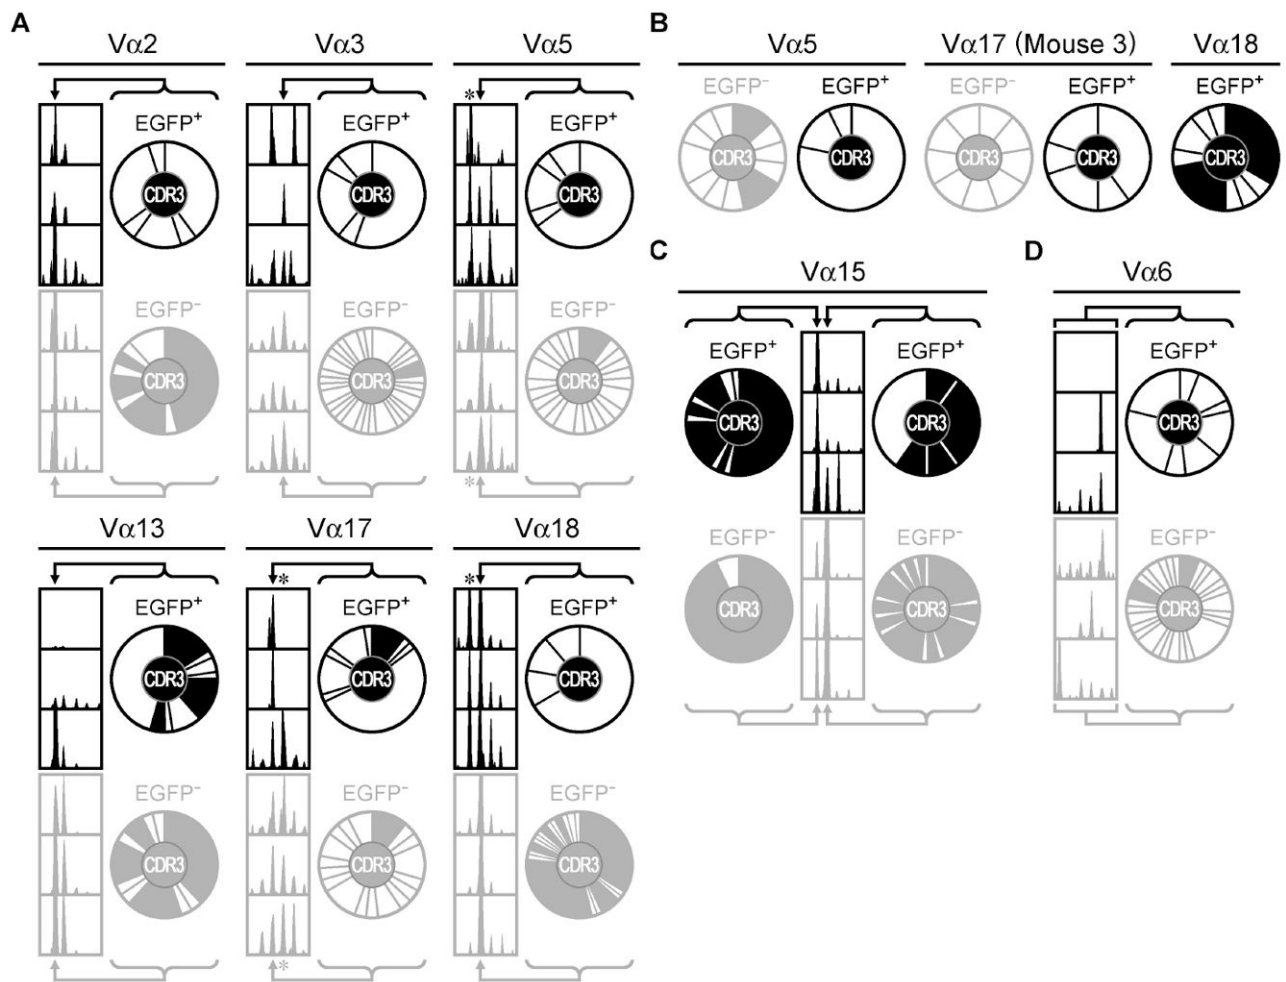 A
Vα2
Vα3
Vα5
*
EGFP⁺
EGFP⁺
EGFP⁺
CDR3
CDR3
CDR3
EGFP⁻
EGFP⁻
EGFP⁻
CDR3
CDR3
CDR3
*
Vα13
Vα17
Vα18
*
*
EGFP⁺
EGFP⁺
EGFP⁺
CDR3
CDR3
CDR3
EGFP⁻
EGFP⁻
EGFP⁻
CDR3
CDR3
CDR3
*
B
Vα5
Vα17 (Mouse 3)
Vα18
EGFP⁻
EGFP⁺
EGFP⁻
EGFP⁺
EGFP⁺
CDR3
CDR3
CDR3
CDR3
CDR3
C
Vα15
EGFP⁺
EGFP⁺
CDR3
CDR3
EGFP⁻
EGFP⁻
CDR3
CDR3
D
Vα6
EGFP⁺
CDR3
EGFP⁻
CDR3